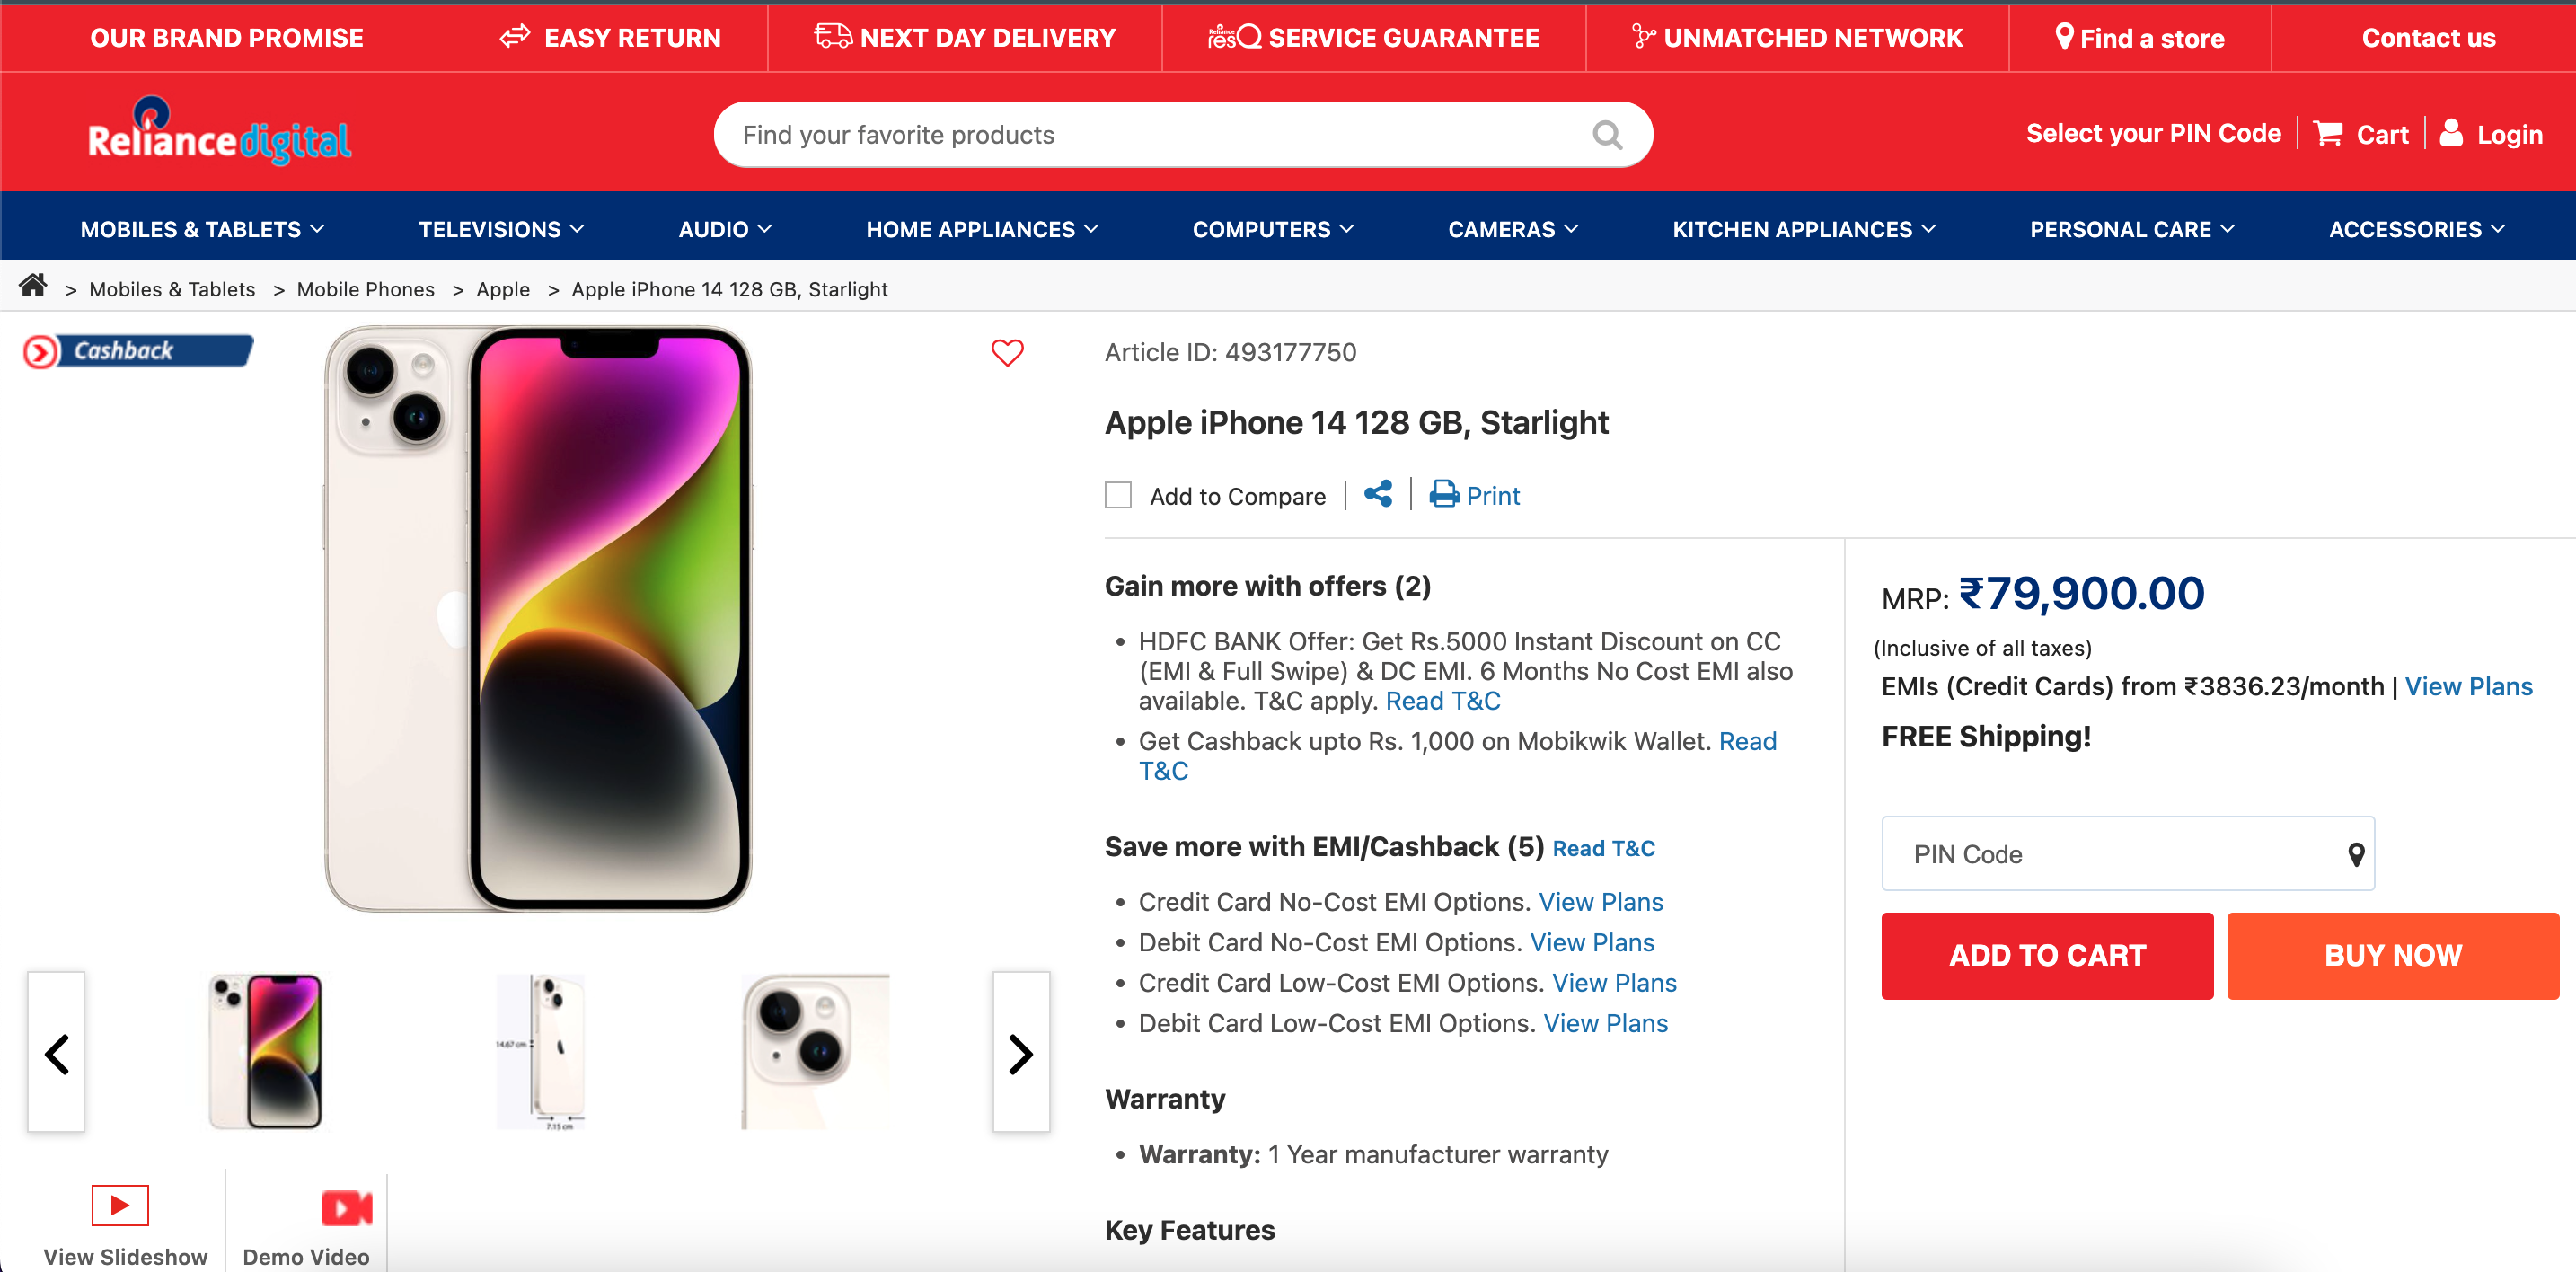 OUR BRAND PROMISE
EASY RETURN
NEXT DAY DELIVERY
Reliance resQ SERVICE GUARANTEE
UNMATCHED NETWORK
Find a store
Contact us
Reliance digital
Find your favorite products
Select your PIN Code
Cart
Login
MOBILES & TABLETS
TELEVISIONS
AUDIO
HOME APPLIANCES
COMPUTERS
CAMERAS
KITCHEN APPLIANCES
PERSONAL CARE
ACCESSORIES
> Mobiles & Tablets > Mobile Phones > Apple > Apple iPhone 14 128 GB, Starlight
Cashback
Article ID: 493177750
Apple iPhone 14 128 GB, Starlight
Add to Compare
Print
Gain more with offers (2)
• HDFC BANK Offer: Get Rs.5000 Instant Discount on CC
(EMI & Full Swipe) & DC EMI. 6 Months No Cost EMI also
available. T&C apply. Read T&C
• Get Cashback upto Rs. 1,000 on Mobikwik Wallet. Read
T&C
Save more with EMI/Cashback (5) Read T&C
• Credit Card No-Cost EMI Options. View Plans
• Debit Card No-Cost EMI Options. View Plans
• Credit Card Low-Cost EMI Options. View Plans
• Debit Card Low-Cost EMI Options. View Plans
Warranty
• Warranty: 1 Year manufacturer warranty
Key Features
MRP: ₹79,900.00
(Inclusive of all taxes)
EMIs (Credit Cards) from ₹3836.23/month | View Plans
FREE Shipping!
PIN Code
ADD TO CART
BUY NOW
14.67 cm
7.15 cm
View Slideshow
Demo Video